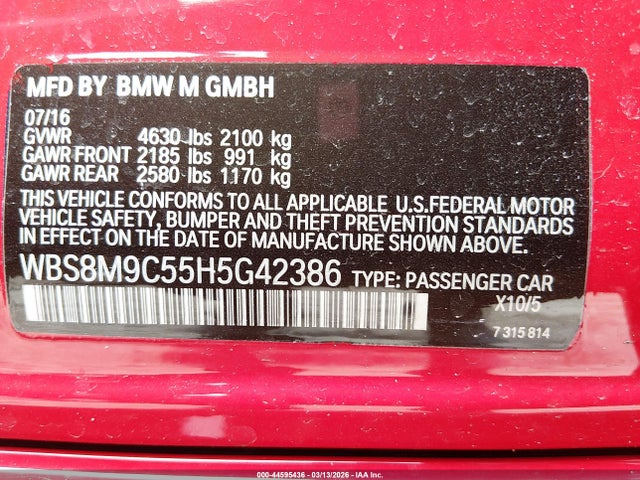 MFD BY BMW M GMBH
07/16
GVWR 4630 lbs 2100 kg
GAWR FRONT 2185 lbs 991 kg
GAWR REAR 2580 lbs 1170 kg
THIS VEHICLE CONFORMS TO ALL APPLICABLE U.S.FEDERAL MOTOR
VEHICLE SAFETY, BUMPER AND THEFT PREVENTION STANDARDS
IN EFFECT ON THE DATE OF MANUFACTURE SHOWN ABOVE.
WBS8M9C55H5G42386 TYPE: PASSENGER CAR
X10/5
7 315 814
000-44595436 | 03/13/2026 | IAA Inc.